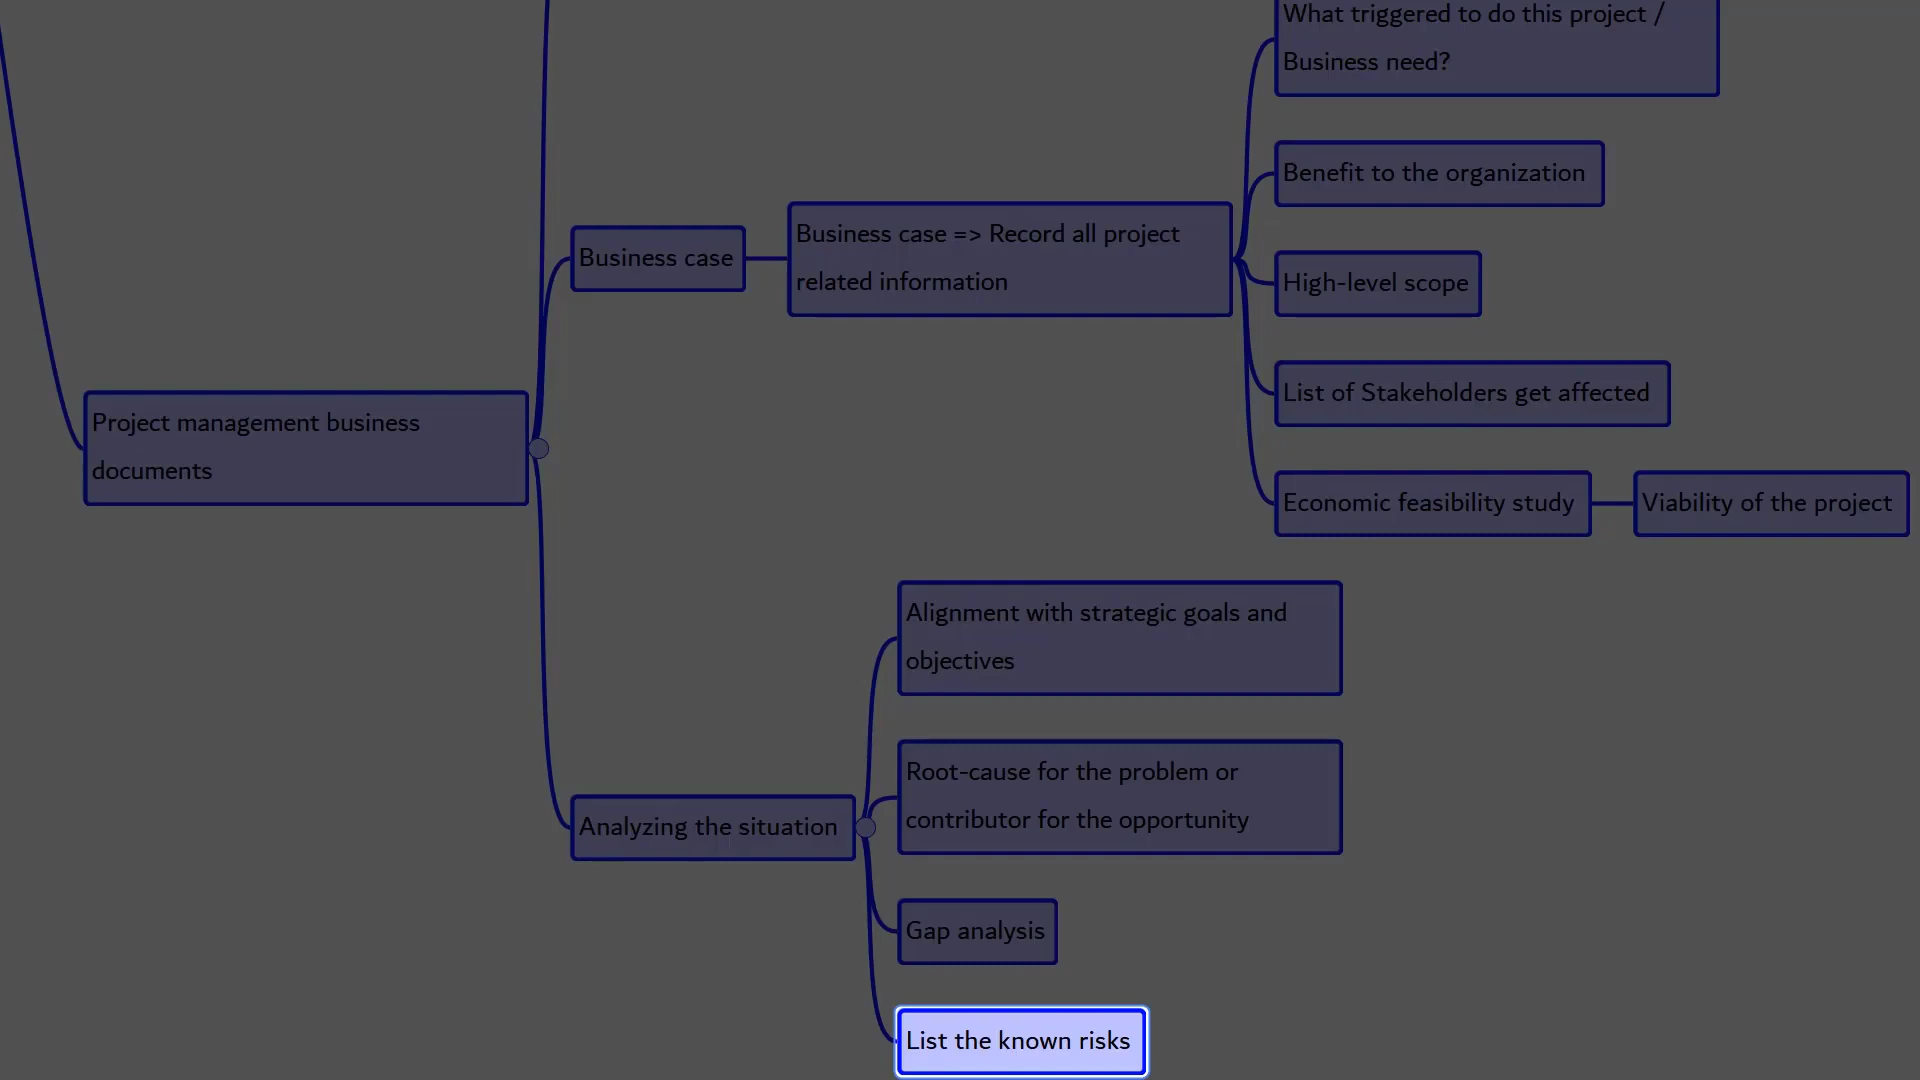 What triggered to do this project /
Business need?
Benefit to the organization
Business case
Business case => Record all project
related information
High-level scope
List of Stakeholders get affected
Project management business
documents
Economic feasibility study
Viability of the project
Alignment with strategic goals and
objectives
Root-cause for the problem or
contributor for the opportunity
Analyzing the situation
Gap analysis
List the known risks